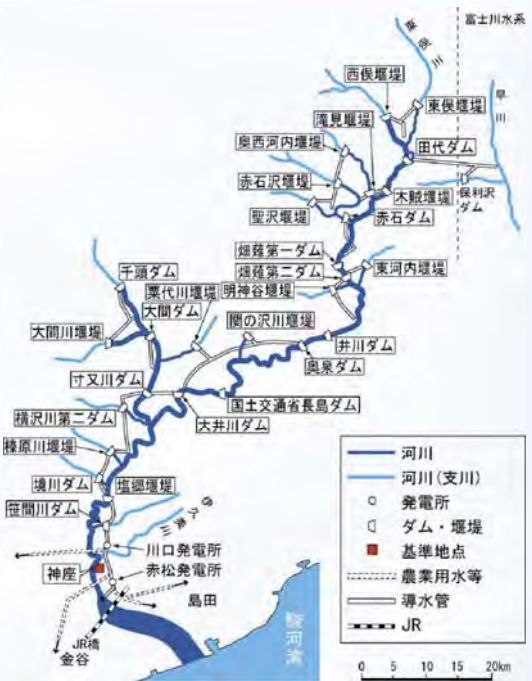 富士川水系
東俣川
西俣堰堤
東俣堰堤
早川
滝見堰堤
奥西河内堰堤
田代ダム
赤石沢堰堤
木賊堰堤
保利沢
ダム
聖沢堰堤
赤石ダム
畑薙第一ダム
畑薙第二ダム
東河内堰堤
千頭ダム
栗代川堰堤
明神谷堰堤
大間ダム
関の沢川堰堤
大間川堰堤
井川ダム
奥泉ダム
寸又川ダム
国土交通省長島ダム
横沢川第二ダム
大井川ダム
榛原川堰堤
境川ダム
塩郷堰堤
笹間川ダム
伊久美川
川口発電所
神座
赤松発電所
島田
JR橋
金谷
駿河湾
河川
河川(支川)
発電所
ダム・堰堤
基準地点
農業用水等
導水管
JR
0 5 10 15 20km